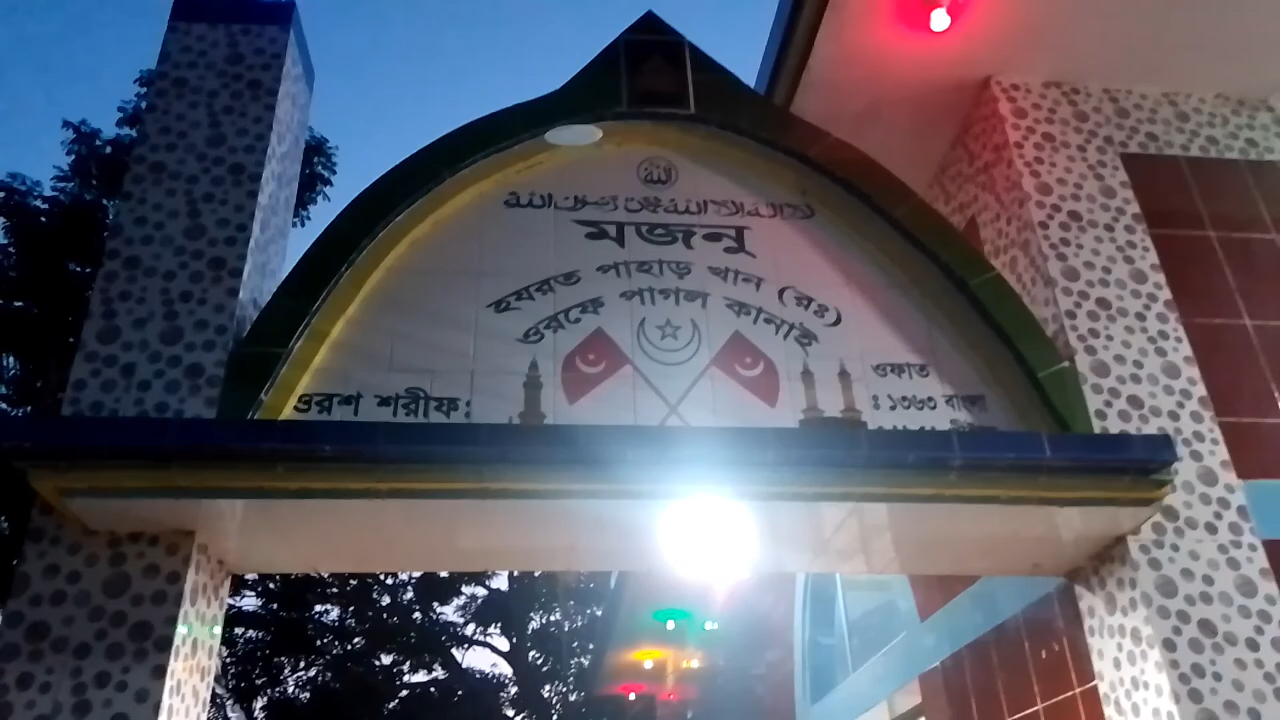 الله
لا اله الا الله محمد رسول الله
মজনু
হযরত পাহাড় খান (রঃ)
ওরফে পাগল কানাই
ওফাত
ওরশ শরীফ:
: ১৩৬৩ বাংলা